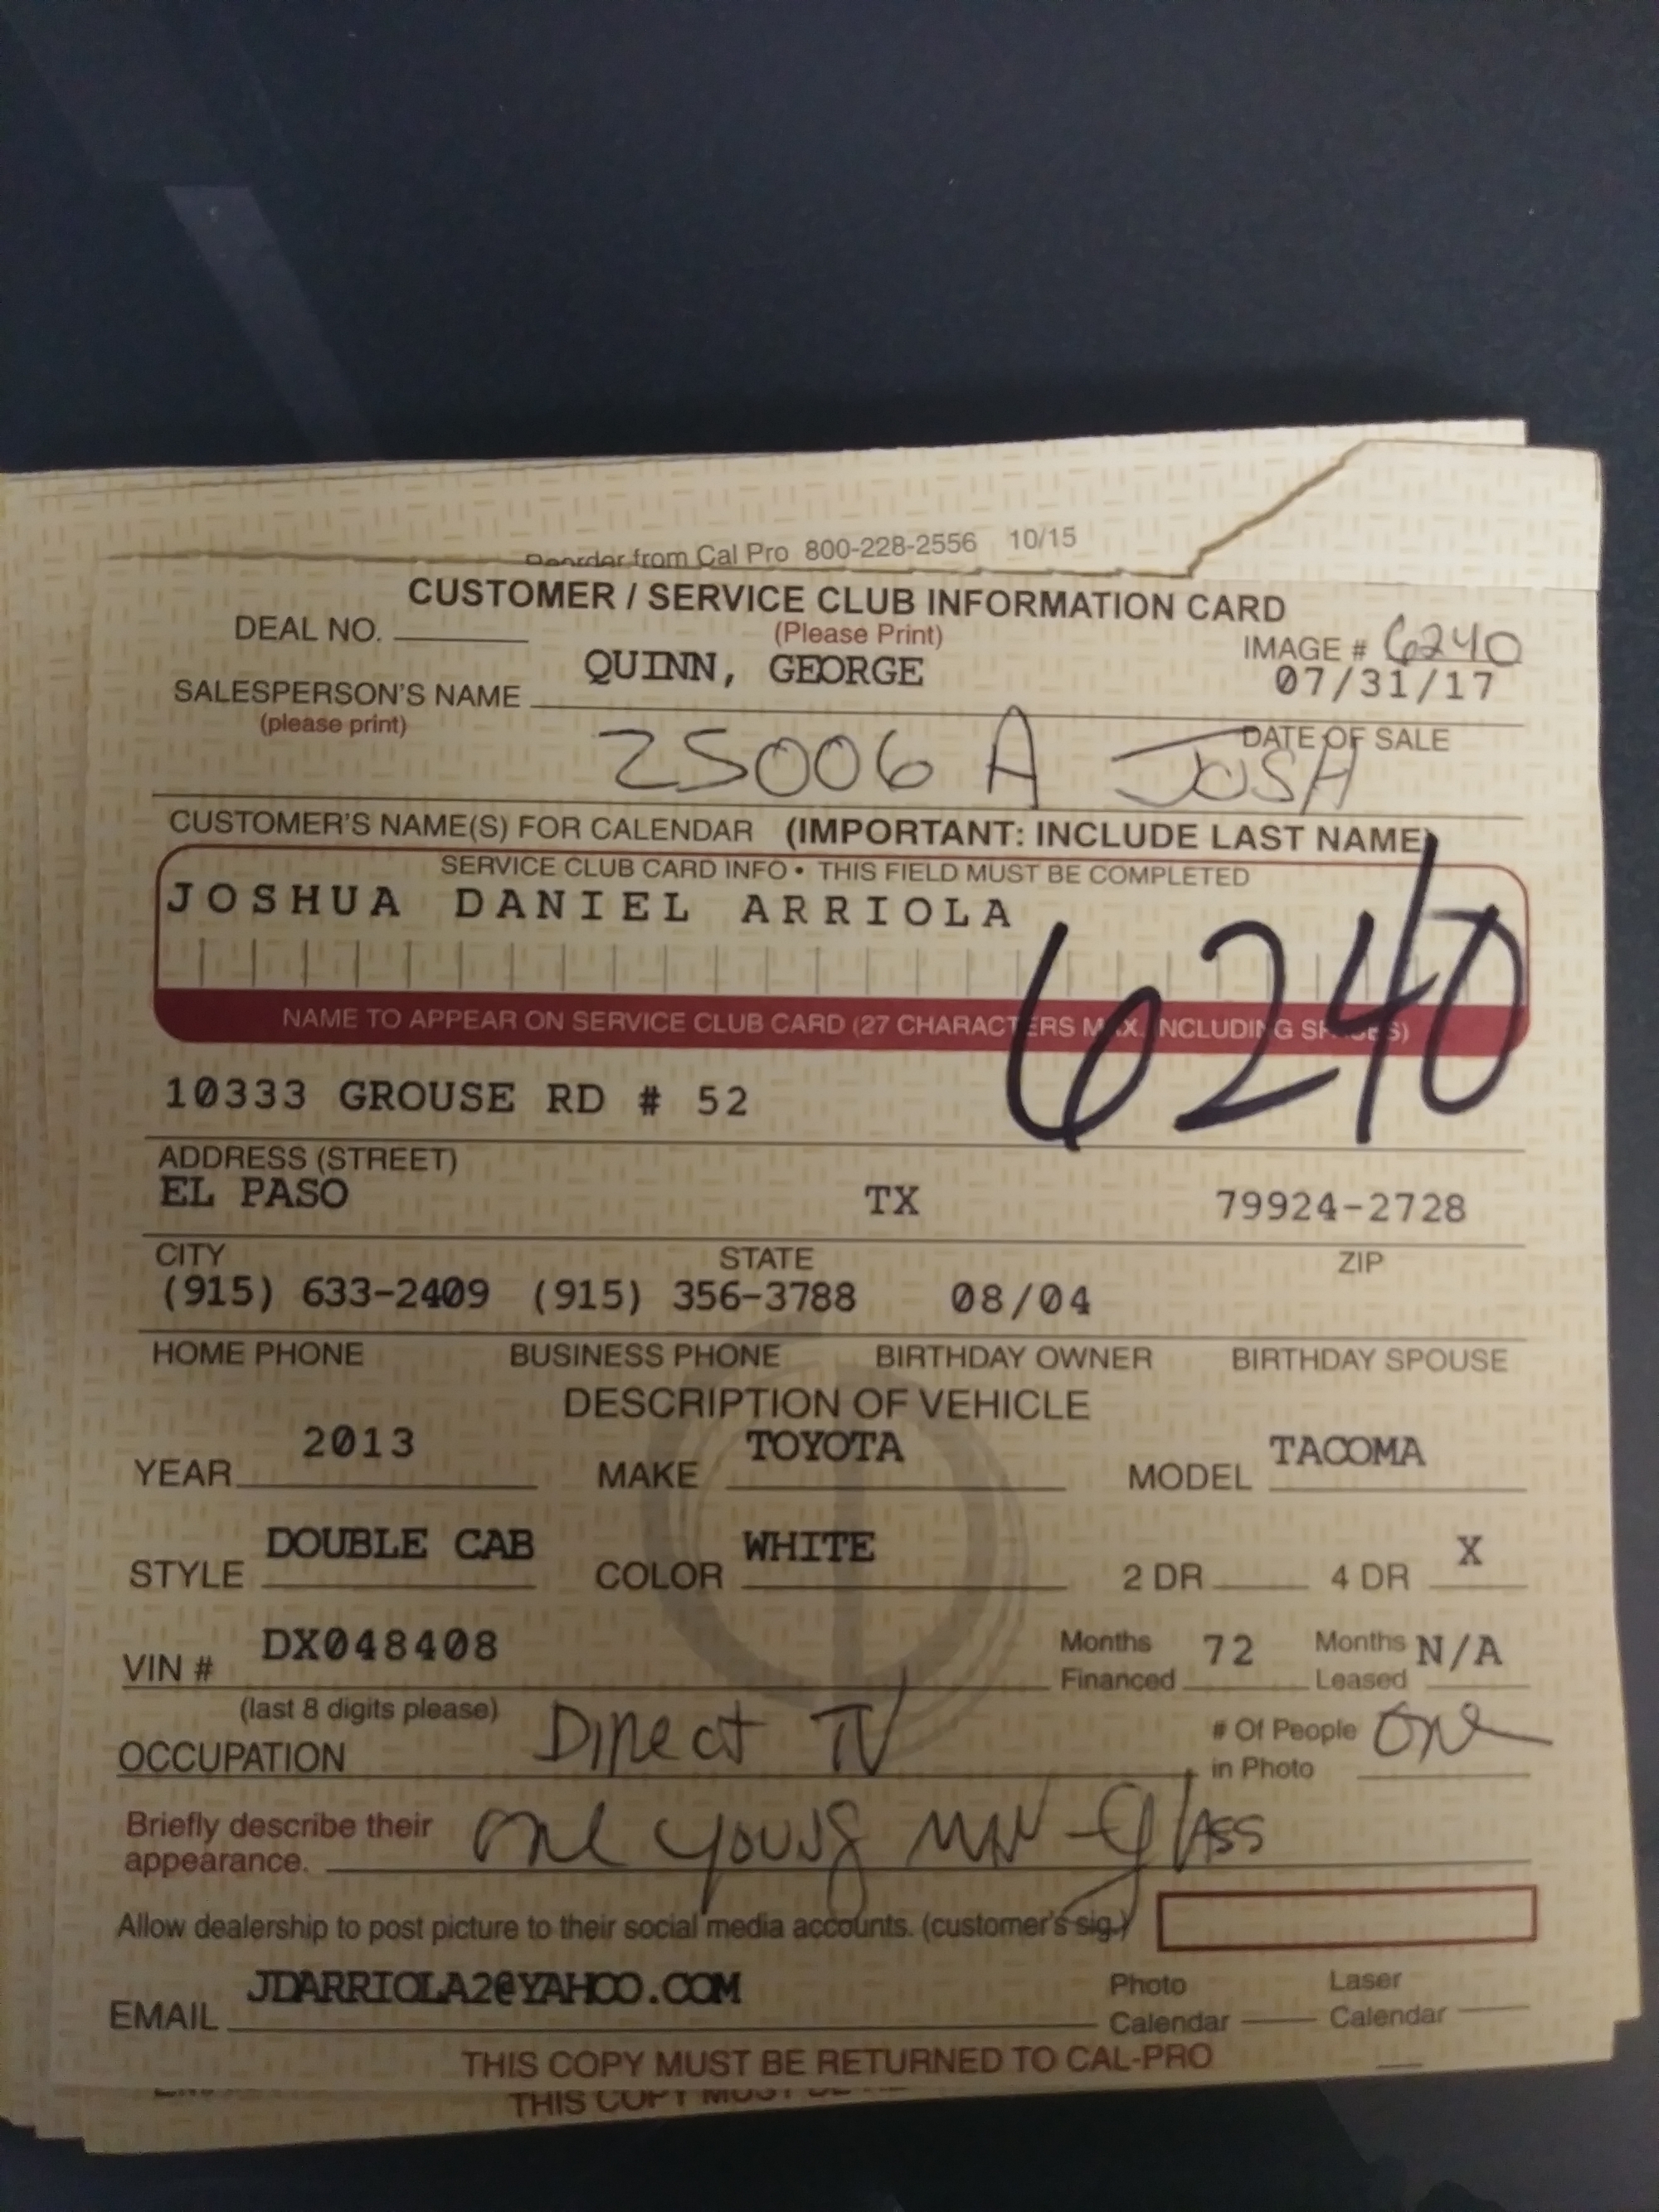 Reorder from Cal Pro 800-228-2556 10/15
CUSTOMER / SERVICE CLUB INFORMATION CARD
DEAL NO. (Please Print) IMAGE # 6240
QUINN, GEORGE 07/31/17
SALESPERSON'S NAME
(please print) DATE OF SALE
25006 A JOSH
CUSTOMER'S NAME(S) FOR CALENDAR (IMPORTANT: INCLUDE LAST NAME)
SERVICE CLUB CARD INFO • THIS FIELD MUST BE COMPLETED
JOSHUA DANIEL ARRIOLA
6240
NAME TO APPEAR ON SERVICE CLUB CARD (27 CHARACTERS MAX. INCLUDING SPACES)
10333 GROUSE RD # 52
ADDRESS (STREET)
EL PASO TX 79924-2728
CITY STATE ZIP
(915) 633-2409 (915) 356-3788 08/04
HOME PHONE BUSINESS PHONE BIRTHDAY OWNER BIRTHDAY SPOUSE
DESCRIPTION OF VEHICLE
YEAR 2013 MAKE TOYOTA MODEL TACOMA
STYLE DOUBLE CAB COLOR WHITE 2 DR 4 DR X
VIN # DX048408 Months Financed 72 Months Leased N/A
(last 8 digits please)
OCCUPATION Direct TV # Of People in Photo One
Briefly describe their appearance. One young man - glass
Allow dealership to post picture to their social media accounts. (customer's sig.)
EMAIL JDARRIOLA2@YAHOO.COM Photo Calendar Laser Calendar
THIS COPY MUST BE RETURNED TO CAL-PRO
THIS COPY MUST BE